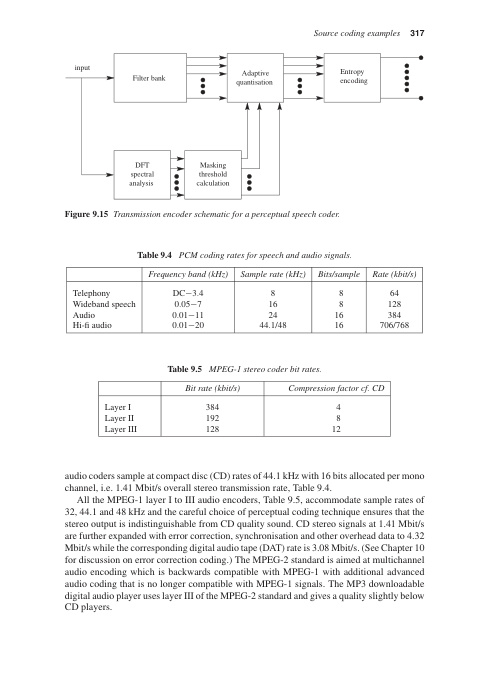 Source coding examples 317
input
Filter bank
Adaptive
quantisation
Entropy
encoding
DFT
spectral
analysis
Masking
threshold
calculation
Figure 9.15 Transmission encoder schematic for a perceptual speech coder.
Table 9.4 PCM coding rates for speech and audio signals.
Frequency band (kHz) Sample rate (kHz) Bits/sample Rate (kbit/s)
Telephony DC−3.4 8 8 64
Wideband speech 0.05−7 16 8 128
Audio 0.01−11 24 16 384
Hi-fi audio 0.01−20 44.1/48 16 706/768
Table 9.5 MPEG-1 stereo coder bit rates.
Bit rate (kbit/s) Compression factor cf. CD
Layer I 384 4
Layer II 192 8
Layer III 128 12
audio coders sample at compact disc (CD) rates of 44.1 kHz with 16 bits allocated per mono
channel, i.e. 1.41 Mbit/s overall stereo transmission rate, Table 9.4.
All the MPEG-1 layer I to III audio encoders, Table 9.5, accommodate sample rates of
32, 44.1 and 48 kHz and the careful choice of perceptual coding technique ensures that the
stereo output is indistinguishable from CD quality sound. CD stereo signals at 1.41 Mbit/s
are further expanded with error correction, synchronisation and other overhead data to 4.32
Mbit/s while the corresponding digital audio tape (DAT) rate is 3.08 Mbit/s. (See Chapter 10
for discussion on error correction coding.) The MPEG-2 standard is aimed at multichannel
audio encoding which is backwards compatible with MPEG-1 with additional advanced
audio coding that is no longer compatible with MPEG-1 signals. The MP3 downloadable
digital audio player uses layer III of the MPEG-2 standard and gives a quality slightly below
CD players.